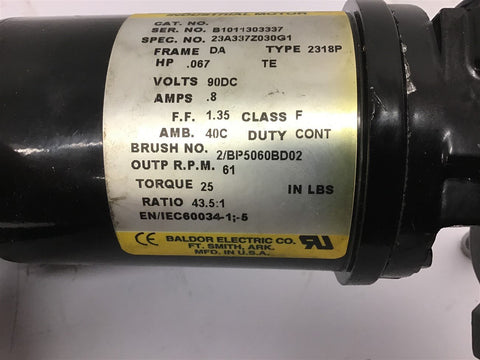 INDUSTRIAL MOTOR
CAT. NO.
SER. NO. B1011303337
SPEC. NO. 23A337Z030G1
FRAME DA TYPE 2318P
HP .067 TE
VOLTS 90DC
AMPS .8
F.F. 1.35 CLASS F
AMB. 40C DUTY CONT
BRUSH NO. 2/BP5060BD02
OUTP R.P.M. 61
TORQUE 25 IN LBS
RATIO 43.5:1
EN/IEC60034-1;-5
CE BALDOR ELECTRIC CO. RU
FT. SMITH, ARK.
MFD. IN U.S.A.